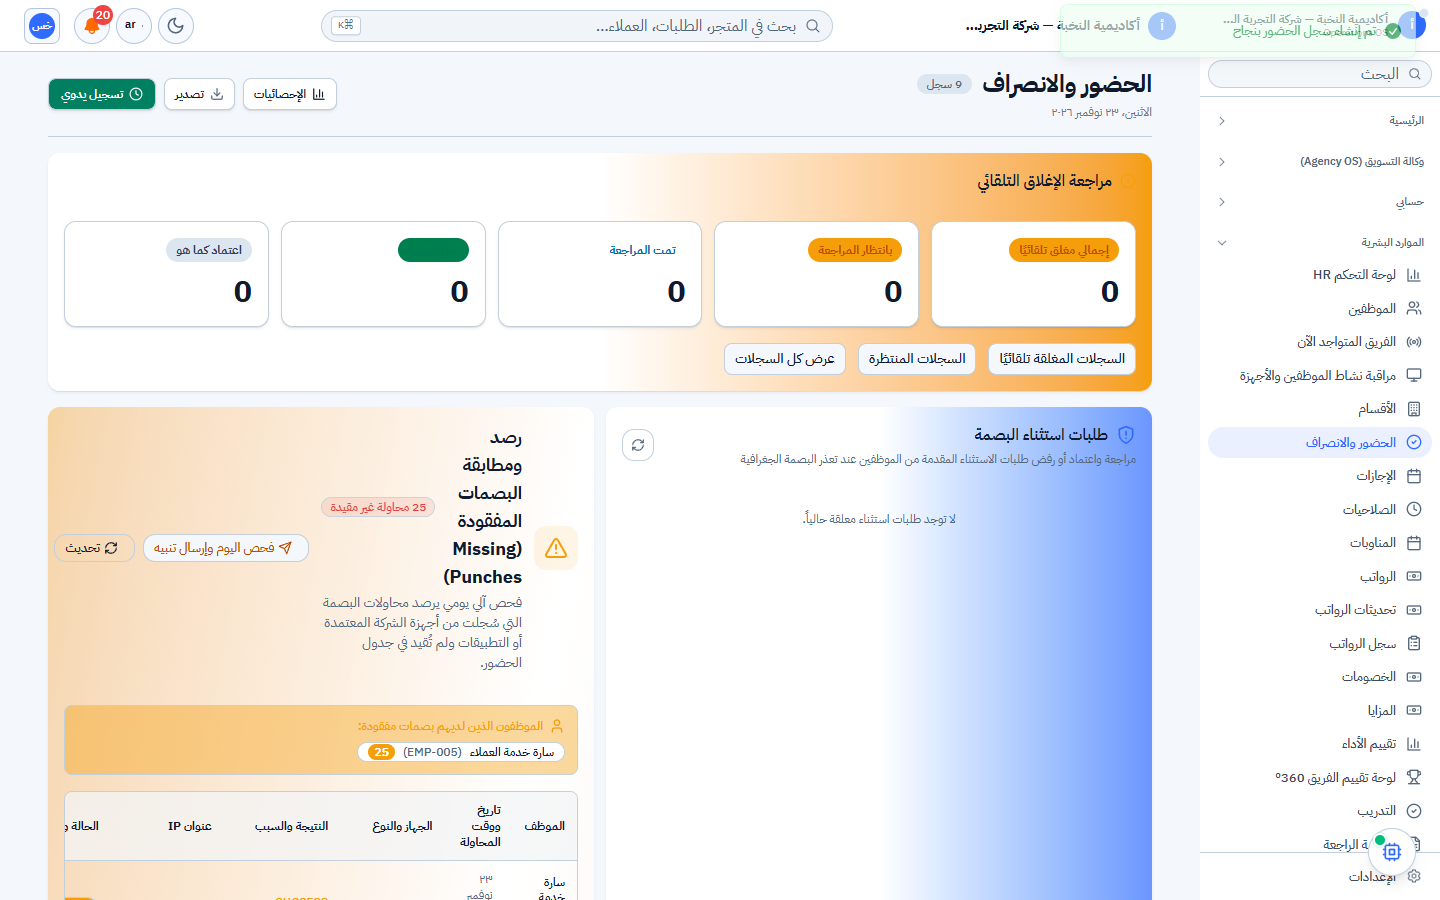 أكاديمية النخبة — شركة التجربة ال...
تم إنشاء سجل الحضور بنجاح
أكاديمية النخبة — شركة التجريـ...
بحث في المتجر، الطلبات، العملاء...
⌘K
ar
20
خس
البحث
الرئيسية
وكالة التسويق (Agency OS)
حسابي
الموارد البشرية
لوحة التحكم HR
الموظفين
الفريق المتواجد الآن
مراقبة نشاط الموظفين والأجهزة
الأقسام
الحضور والانصراف
الإجازات
الصلاحيات
المناوبات
الرواتب
تحديثات الرواتب
سجل الرواتب
الخصومات
المزايا
تقييم الأداء
لوحة تقييم الفريق 360°
التدريب
الراجعة
الإعدادات
الحضور والانصراف
9 سجل
الاثنين، ٢٣ نوفمبر ٢٠٢٦
الإحصائيات
تصدير
تسجيل يدوي
مراجعة الإغلاق التلقائي
إجمالي مغلق تلقائيًا
0
بانتظار المراجعة
0
تمت المراجعة
0
0
اعتماد كما هو
0
السجلات المغلقة تلقائيًا
السجلات المنتظرة
عرض كل السجلات
طلبات استثناء البصمة
مراجعة واعتماد أو رفض طلبات الاستثناء المقدمة من الموظفين عند تعذر البصمة الجغرافية
لا توجد طلبات استثناء معلقة حالياً.
رصد
ومطابقة
البصمات
المفقودة
(Missing
Punches)
25 محاولة غير مقيدة
فحص اليوم وإرسال تنبيه
تحديث
فحص آلي يومي يرصد محاولات البصمة
التي سُجلت من أجهزة الشركة المعتمدة
أو التطبيقات ولم تُقيد في جدول
الحضور.
الموظفون الذين لديهم بصمات مفقودة:
سارة خدمة العملاء (EMP-005) 25
الموظف
تاريخ
ووقت
المحاولة
الجهاز والنوع
النتيجة والسبب
عنوان IP
الحالة و
سارة
خدمة
٢٣
نوفمبر